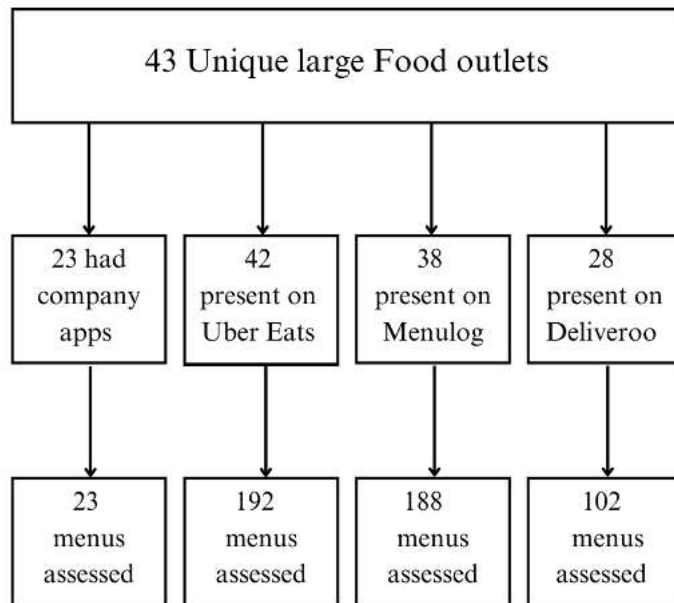 43 Unique large Food outlets
23 had
company
apps
42
present on
Uber Eats
38
present on
Menulog
28
present on
Deliveroo
23
menus
assessed
192
menus
assessed
188
menus
assessed
102
menus
assessed